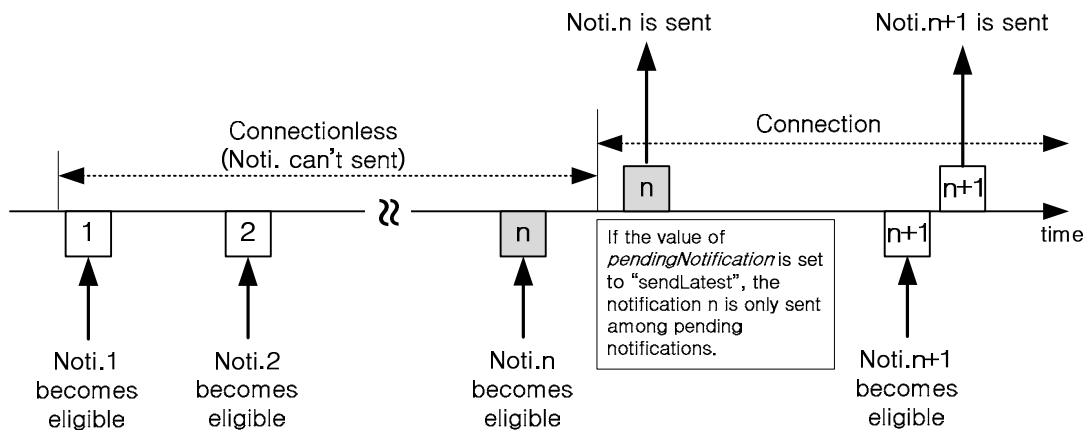 Noti.n is sent
Noti.n+1 is sent
Connectionless
(Noti. can't sent)
Connection
n
n+1
1
2
n
n+1
time
If the value of
pendingNotification is set
to “sendLatest”, the
notification n is only sent
among pending
notifications.
Noti.1
becomes
eligible
Noti.2
becomes
eligible
Noti.n
becomes
eligible
Noti.n+1
becomes
eligible